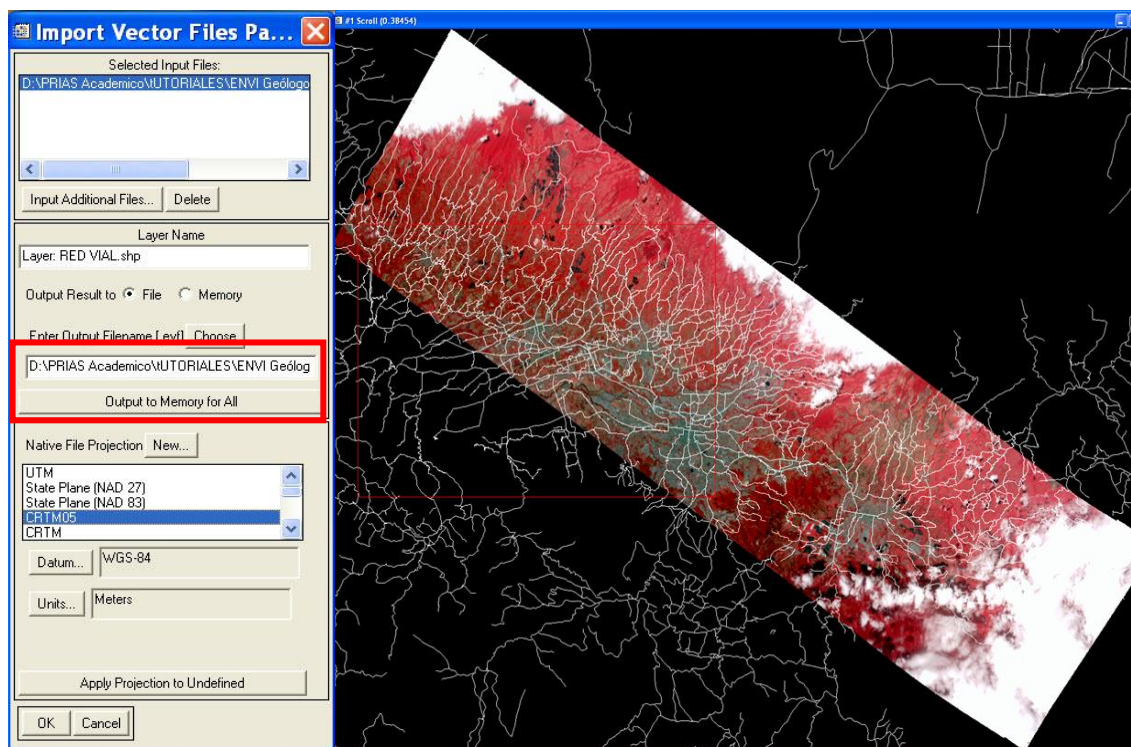 Import Vector Files Pa...
Selected Input Files:
D:\PRIAS Academico\tUTORIALES\ENVI Geólogo
Input Additional Files... Delete
Layer Name
Layer: RED VIAL.shp
Output Result to File Memory
Enter Output Filename [.evf] Choose
D:\PRIAS Academico\tUTORIALES\ENVI Geólog
Output to Memory for All
Native File Projection New...
UTM
State Plane (NAD 27)
State Plane (NAD 83)
CRTM05
CRTM
Datum... WGS-84
Units... Meters
Apply Projection to Undefined
OK Cancel
#1 Scroll (0.38454)